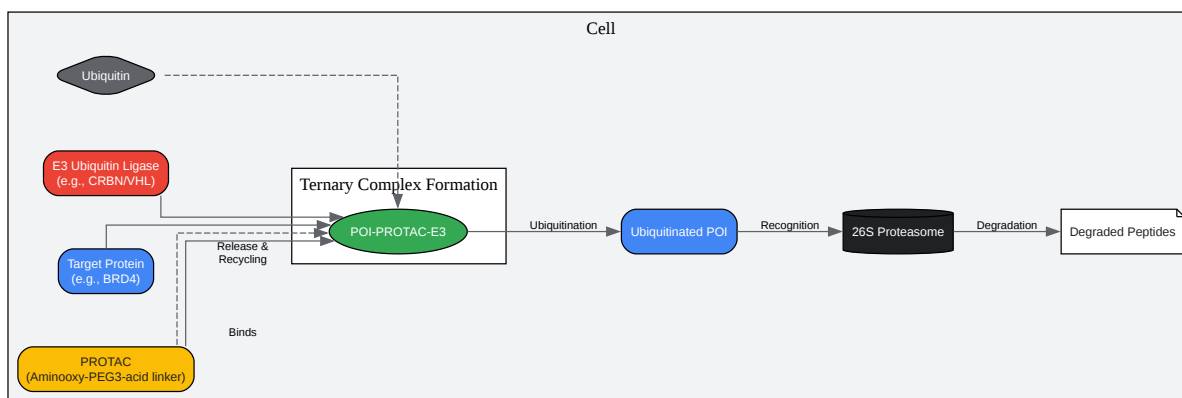 Cell
Ubiquitin
E3 Ubiquitin Ligase
(e.g., CRBN/VHL)
Ternary Complex Formation
POI-PROTAC-E3
Ubiquitination
Ubiquitinated POI
Recognition
26S Proteasome
Degradation
Degraded Peptides
Release &
Recycling
Target Protein
(e.g., BRD4)
Binds
PROTAC
(Aminooxy-PEG3-acid linker)